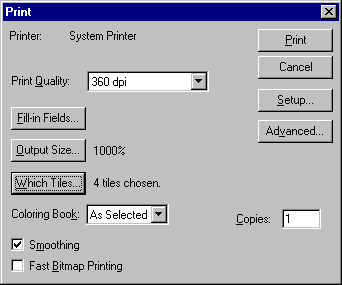 Print
Printer: System Printer
Print
Cancel
Print Quality: 360 dpi
Setup...
Fill-in Fields...
Advanced...
Output Size... 1000%
Which Tiles... 4 tiles chosen.
Coloring Book: As Selected
Copies: 1
Smoothing
Fast Bitmap Printing